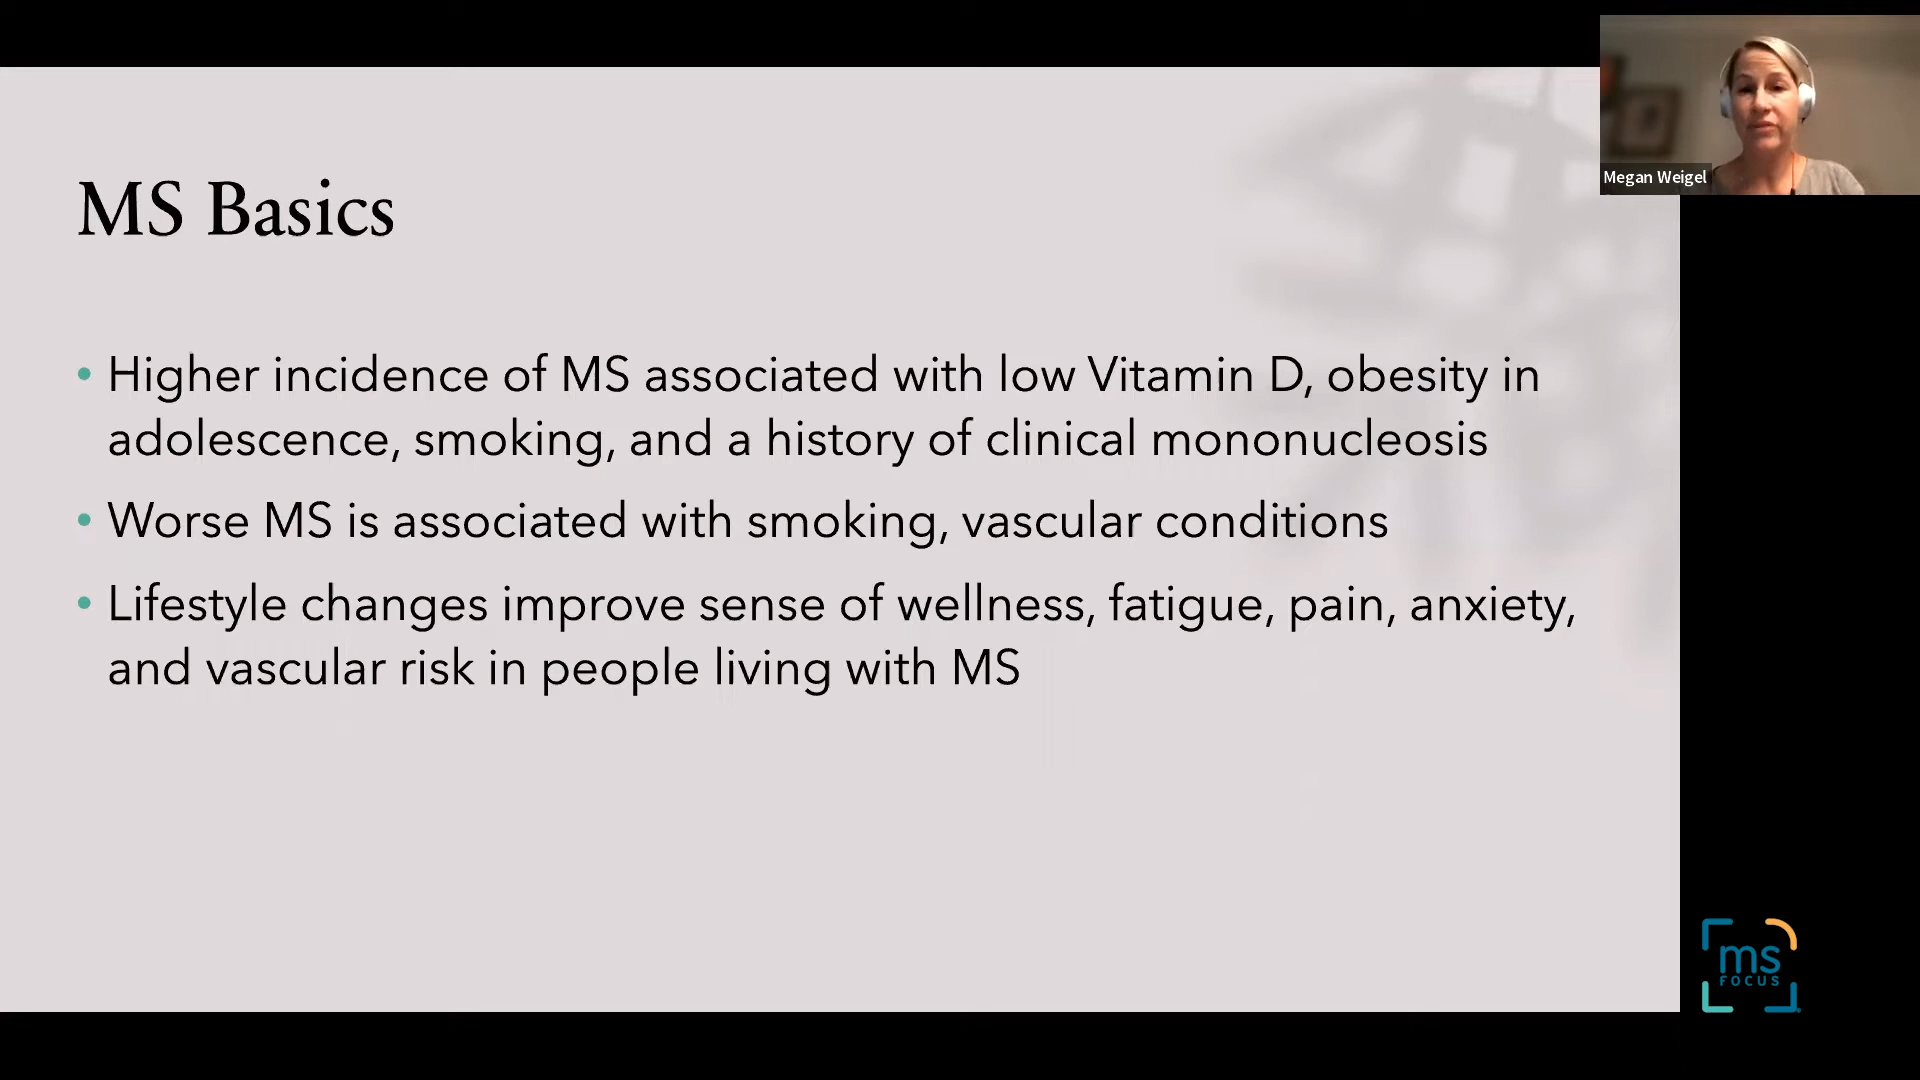 MS Basics
• Higher incidence of MS associated with low Vitamin D, obesity in
adolescence, smoking, and a history of clinical mononucleosis
• Worse MS is associated with smoking, vascular conditions
• Lifestyle changes improve sense of wellness, fatigue, pain, anxiety,
and vascular risk in people living with MS
Megan Weigel
ms
FOCUS